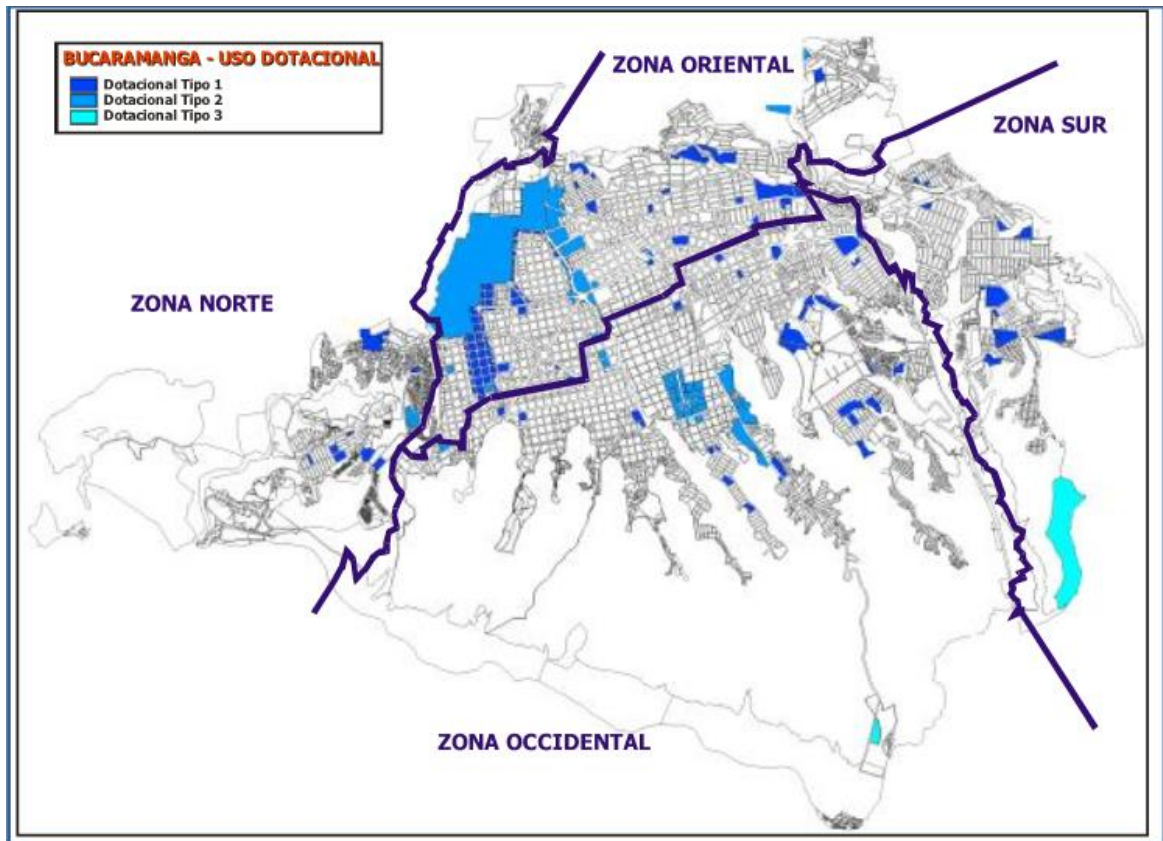 BUCARAMANGA - USO DOTACIONAL
Dotacional Tipo 1
Dotacional Tipo 2
Dotacional Tipo 3
ZONA ORIENTAL
ZONA SUR
ZONA NORTE
ZONA OCCIDENTAL